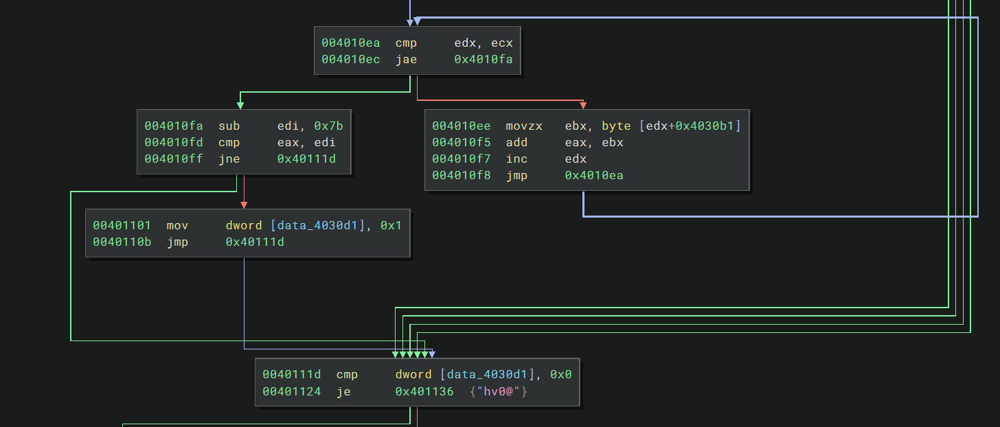 004010ea cmp edx, ecx
004010ec jae 0x4010fa
004010fa sub edi, 0x7b
004010fd cmp eax, edi
004010ff jne 0x40111d
004010ee movzx ebx, byte [edx+0x4030b1]
004010f5 add eax, ebx
004010f7 inc edx
004010f8 jmp 0x4010ea
00401101 mov dword [data_4030d1], 0x1
0040110b jmp 0x40111d
0040111d cmp dword [data_4030d1], 0x0
00401124 je 0x401136 {"hv0@"}